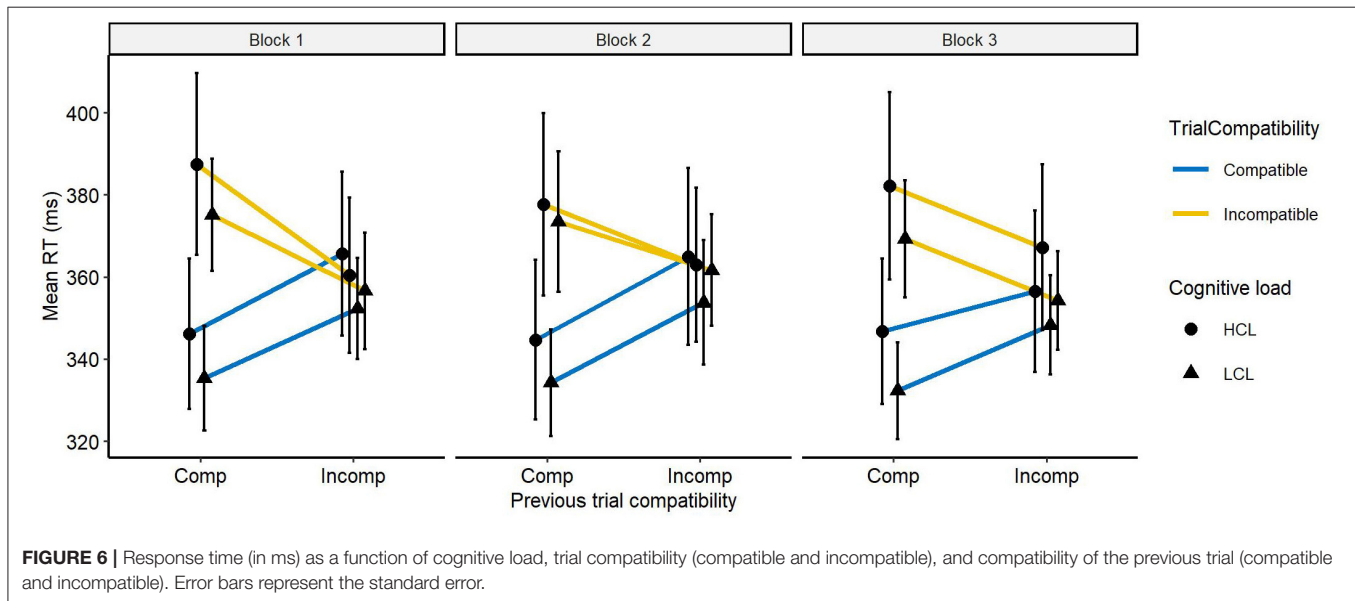 Block 1
Block 2
Block 3
Mean RT (ms)
400
380
360
340
320
Comp
Incomp
Comp
Incomp
Comp
Incomp
Previous trial compatibility
TrialCompatibility
Compatible
Incompatible
Cognitive load
HCL
LCL
FIGURE 6 | Response time (in ms) as a function of cognitive load, trial compatibility (compatible and incompatible), and compatibility of the previous trial (compatible
and incompatible). Error bars represent the standard error.